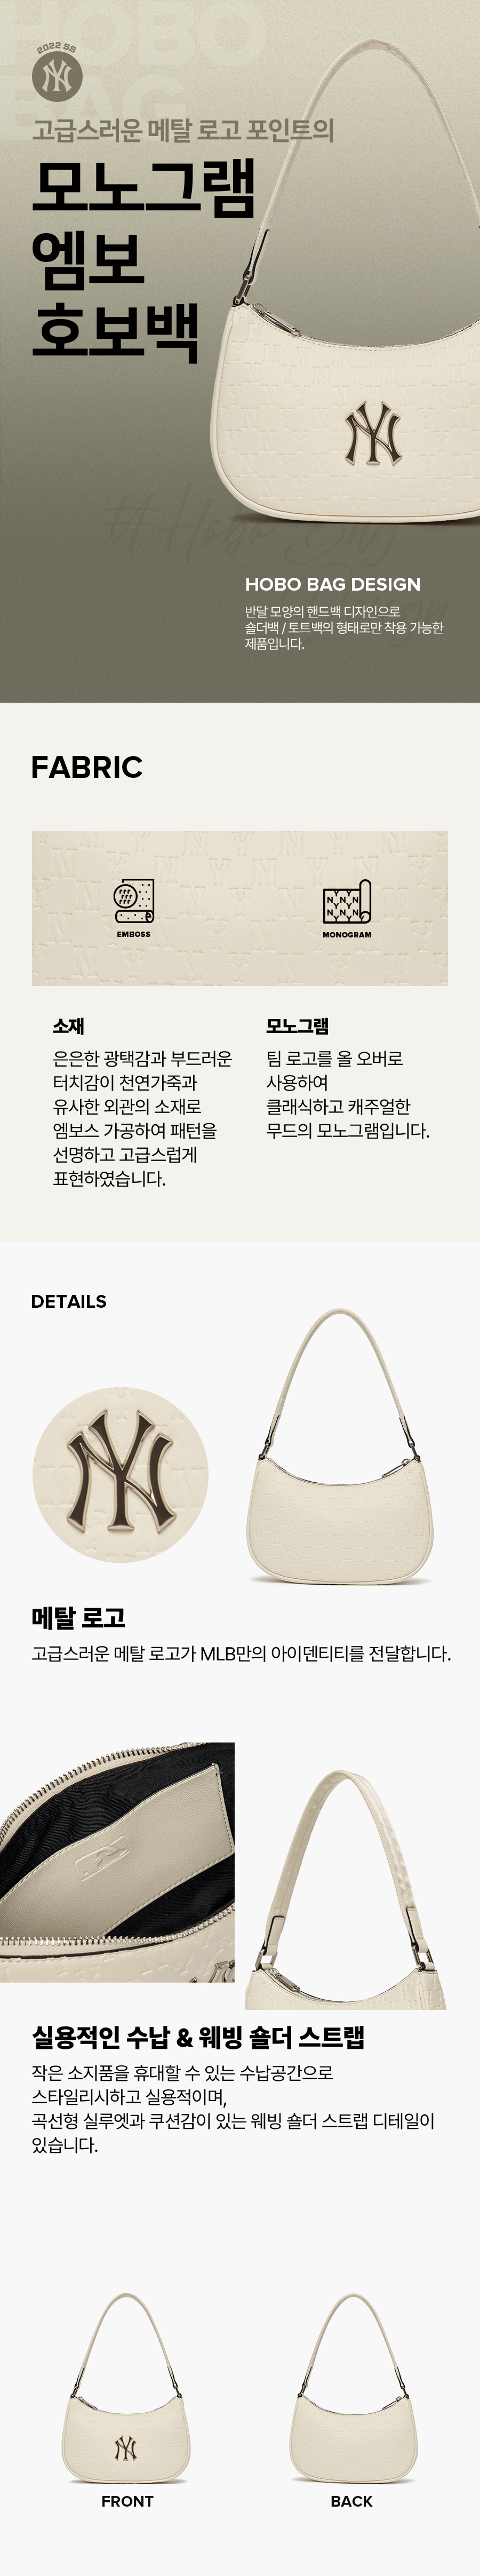 HOBO
BAG
2022 SS
NY
고급스러운 메탈 로고 포인트의
모노그램
엠보
호보백
NY
#Hobo Bag
Design
HOBO BAG DESIGN
반달 모양의 핸드백 디자인으로
숄더백 / 토트백의 형태로만 착용 가능한
제품입니다.
FABRIC
EMBOSS
MONOGRAM
소재
은은한 광택감과 부드러운
터치감이 천연가죽과
유사한 외관의 소재로
엠보스 가공하여 패턴을
선명하고 고급스럽게
표현하였습니다.
모노그램
팀 로고를 올 오버로
사용하여
클래식하고 캐주얼한
무드의 모노그램입니다.
DETAILS
NY
메탈 로고
고급스러운 메탈 로고가 MLB만의 아이덴티티를 전달합니다.
실용적인 수납 & 웨빙 숄더 스트랩
작은 소지품을 휴대할 수 있는 수납공간으로
스타일리시하고 실용적이며,
곡선형 실루엣과 쿠션감이 있는 웨빙 숄더 스트랩 디테일이
있습니다.
NY
FRONT
BACK